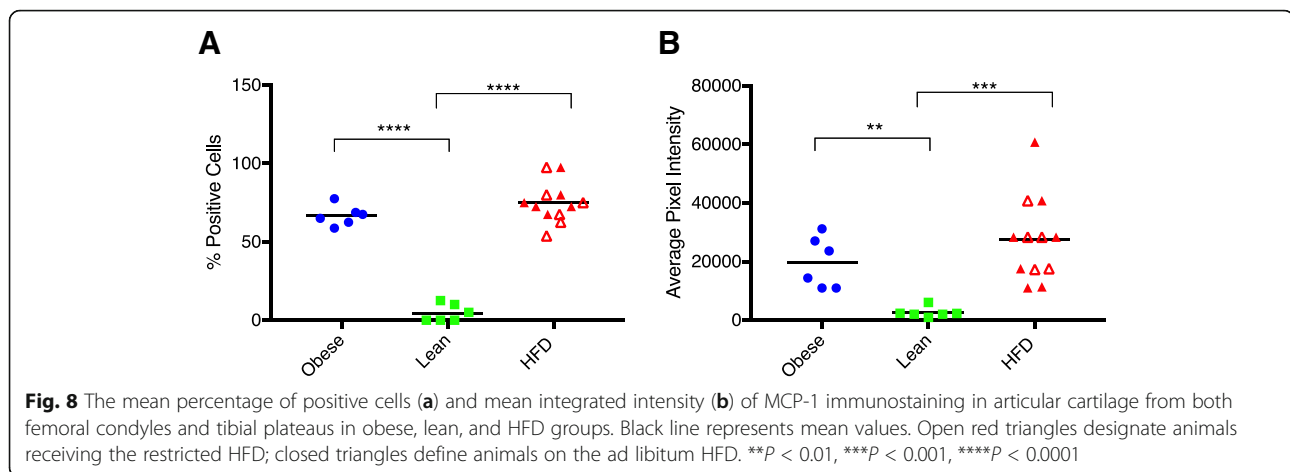 A
B
150
100
50
0
% Positive Cells
****
****
Obese
Lean
HFD
80000
60000
40000
20000
0
Average Pixel Intensity
**
***
Obese
Lean
HFD
Fig. 8 The mean percentage of positive cells (a) and mean integrated intensity (b) of MCP-1 immunostaining in articular cartilage from both
femoral condyles and tibial plateaus in obese, lean, and HFD groups. Black line represents mean values. Open red triangles designate animals
receiving the restricted HFD; closed triangles define animals on the ad libitum HFD. **P < 0.01, ***P < 0.001, ****P < 0.0001